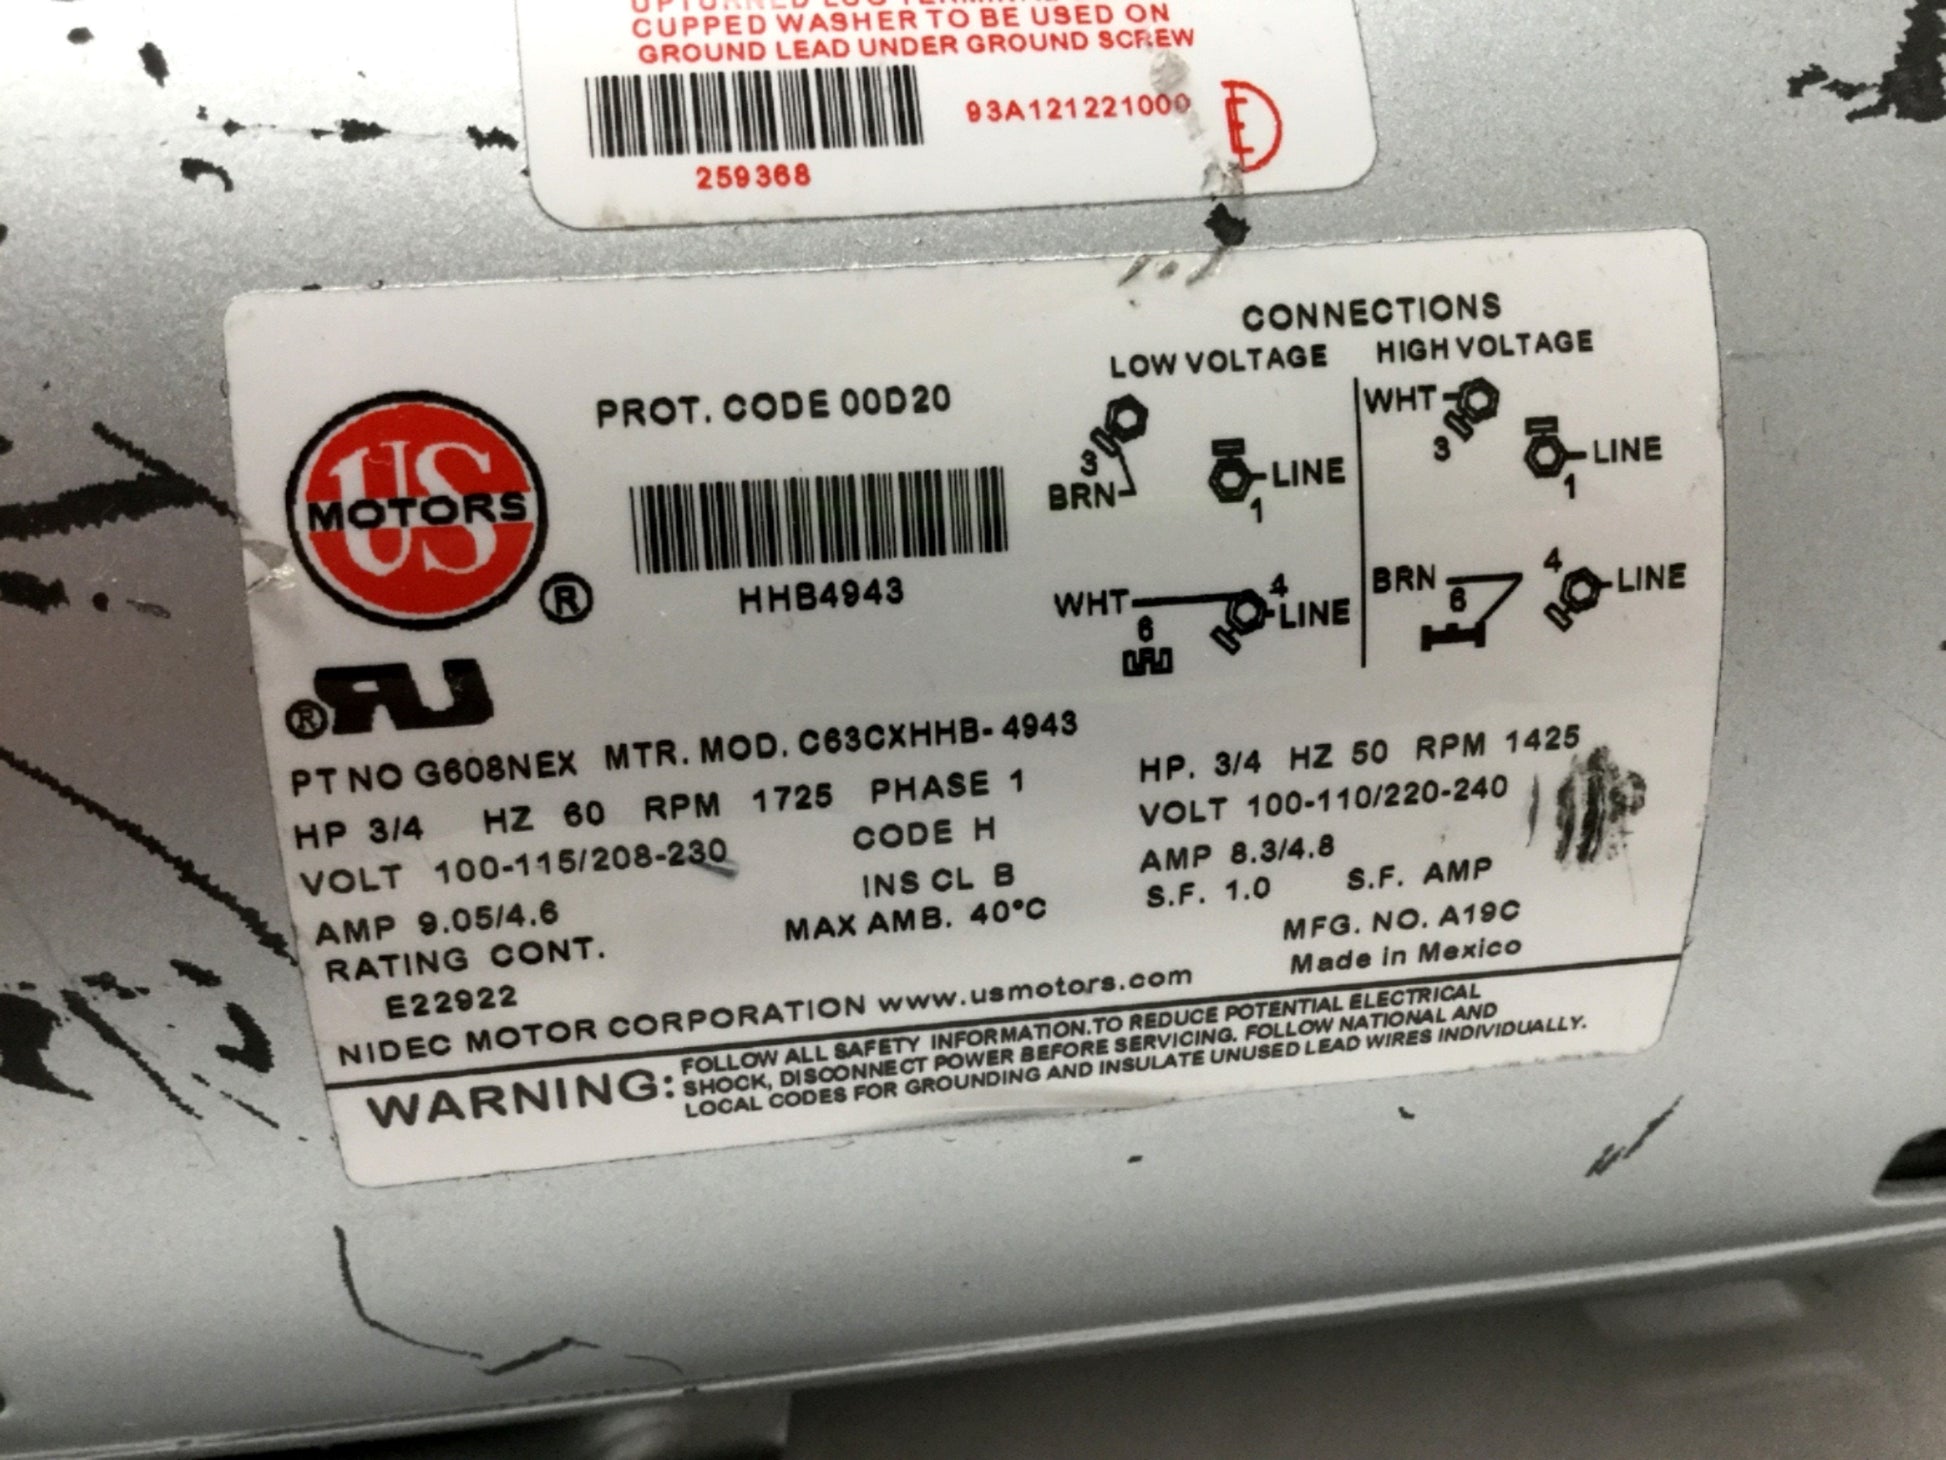 CUPPED WASHER TO BE USED ON
GROUND LEAD UNDER GROUND SCREW
93A121221000
259368
CONNECTIONS
LOW VOLTAGE HIGH VOLTAGE
PROT. CODE 00D20
US
MOTORS
®
HHB4943
3
BRN
LINE
1
WHT
6
4
LINE
WHT
3
LINE
1
BRN
6
4
LINE
®
PT NO G608NEX MTR. MOD. C63CXHHB-4943
HP 3/4 HZ 60 RPM 1725 PHASE 1
VOLT 100-115/208-230 CODE H
AMP 9.05/4.6 INS CL B
RATING CONT. MAX AMB. 40°C
E22922
HP. 3/4 HZ 50 RPM 1425
VOLT 100-110/220-240
AMP 8.3/4.8
S.F. 1.0 S.F. AMP
MFG. NO. A19C
Made in Mexico
NIDEC MOTOR CORPORATION www.usmotors.com
WARNING: FOLLOW ALL SAFETY INFORMATION.TO REDUCE POTENTIAL ELECTRICAL
SHOCK, DISCONNECT POWER BEFORE SERVICING. FOLLOW NATIONAL AND
LOCAL CODES FOR GROUNDING AND INSULATE UNUSED LEAD WIRES INDIVIDUALLY.